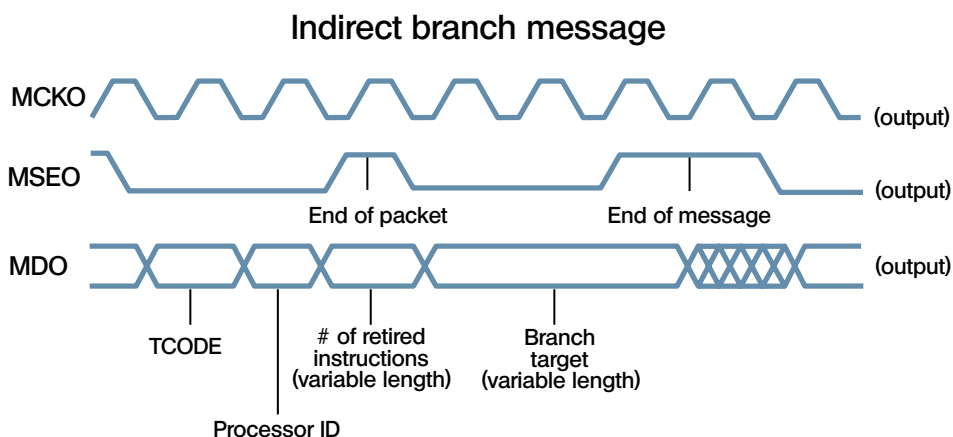 Indirect branch message
MCKO
(output)
MSEO
(output)
End of packet
End of message
MDO
(output)
TCODE
# of retired
instructions
(variable length)
Branch
target
(variable length)
Processor ID